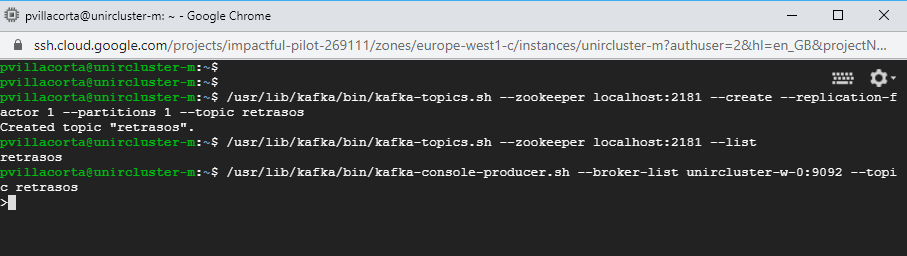 pvillacorta@unircluster-m: ~ - Google Chrome
ssh.cloud.google.com/projects/impactful-pilot-269111/zones/europe-west1-c/instances/unircluster-m?authuser=2&hl=en_GB&projectN...
pvillacorta@unircluster-m:~$
pvillacorta@unircluster-m:~$
pvillacorta@unircluster-m:~$ /usr/lib/kafka/bin/kafka-topics.sh --zookeeper localhost:2181 --create --replication-f
actor 1 --partitions 1 --topic retrasos
Created topic "retrasos".
pvillacorta@unircluster-m:~$ /usr/lib/kafka/bin/kafka-topics.sh --zookeeper localhost:2181 --list
retrasos
pvillacorta@unircluster-m:~$ /usr/lib/kafka/bin/kafka-console-producer.sh --broker-list unircluster-w-0:9092 --topi
c retrasos
>